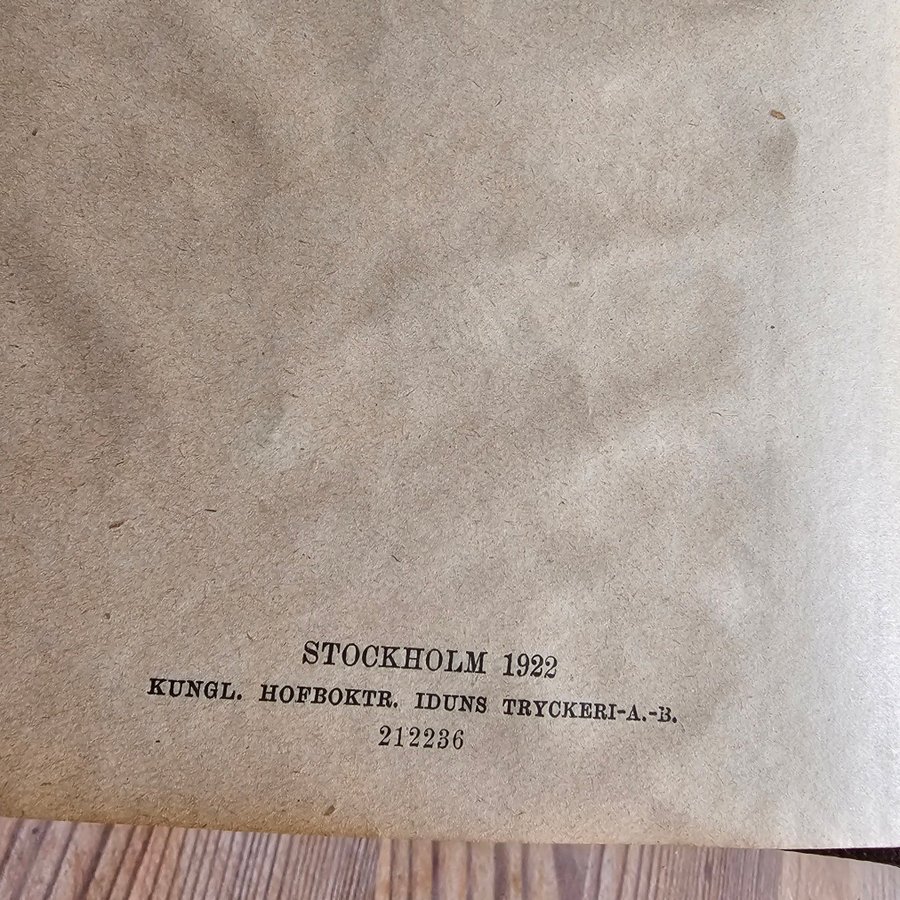 STOCKHOLM 1922
KUNGL. HOFBOKTR. IDUNS TRYCKERI-A.-B.
212236